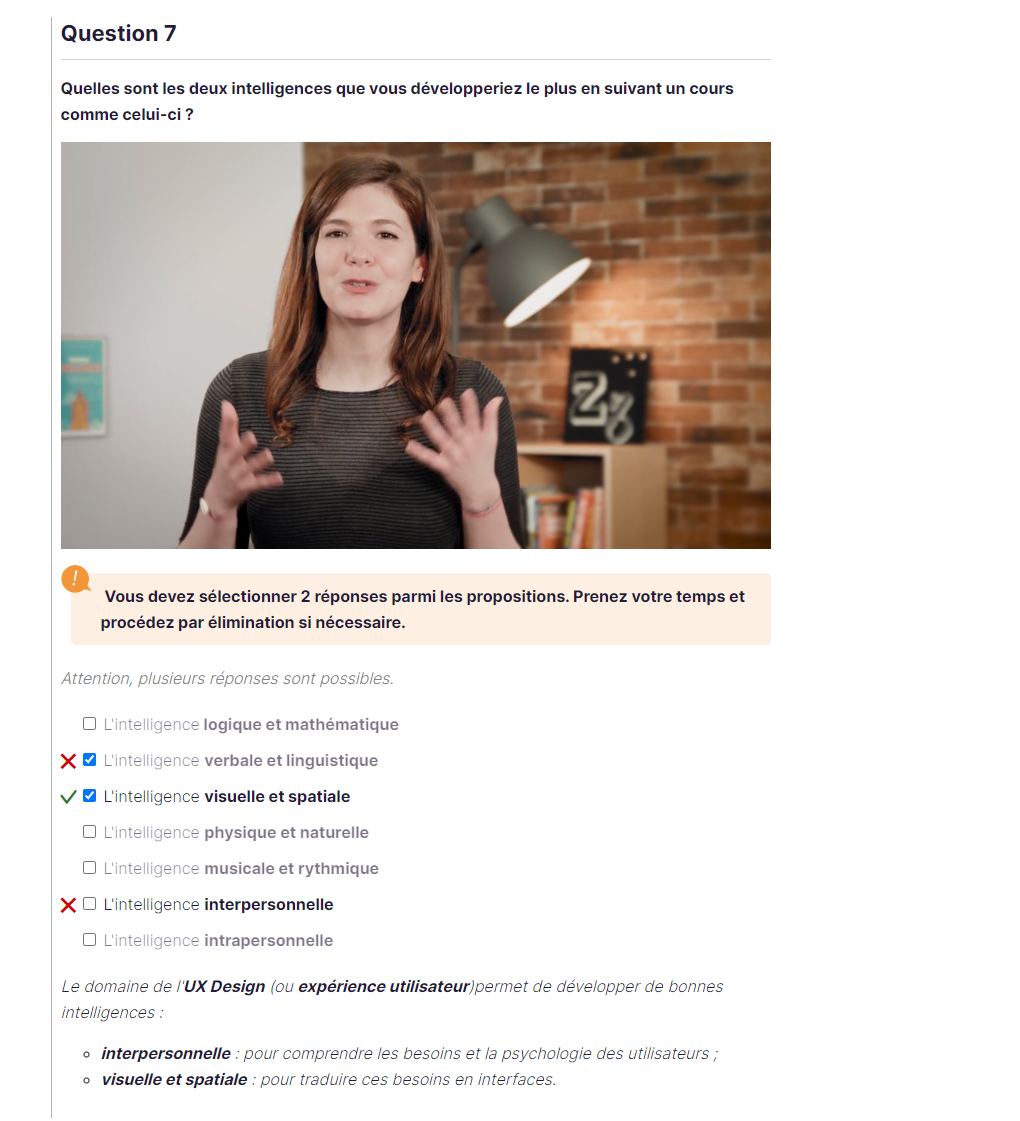 Question 7
Quelles sont les deux intelligences que vous développeriez le plus en suivant un cours
comme celui-ci ?
!
Vous devez sélectionner 2 réponses parmi les propositions. Prenez votre temps et
procédez par élimination si nécessaire.
Attention, plusieurs réponses sont possibles.
L'intelligence logique et mathématique
L'intelligence verbale et linguistique
L'intelligence visuelle et spatiale
L'intelligence physique et naturelle
L'intelligence musicale et rythmique
L'intelligence interpersonnelle
L'intelligence intrapersonnelle
Le domaine de l'UX Design (ou expérience utilisateur)permet de développer de bonnes
intelligences :
interpersonnelle : pour comprendre les besoins et la psychologie des utilisateurs ;
visuelle et spatiale : pour traduire ces besoins en interfaces.